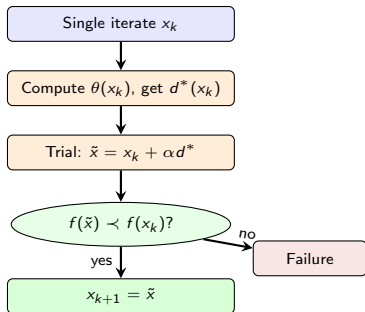 Single iterate x_k
Compute θ(x_k), get d*(x_k)
Trial: x̃ = x_k + αd*
f(x̃) ≺ f(x_k)?
no
Failure
yes
x_{k+1} = x̃